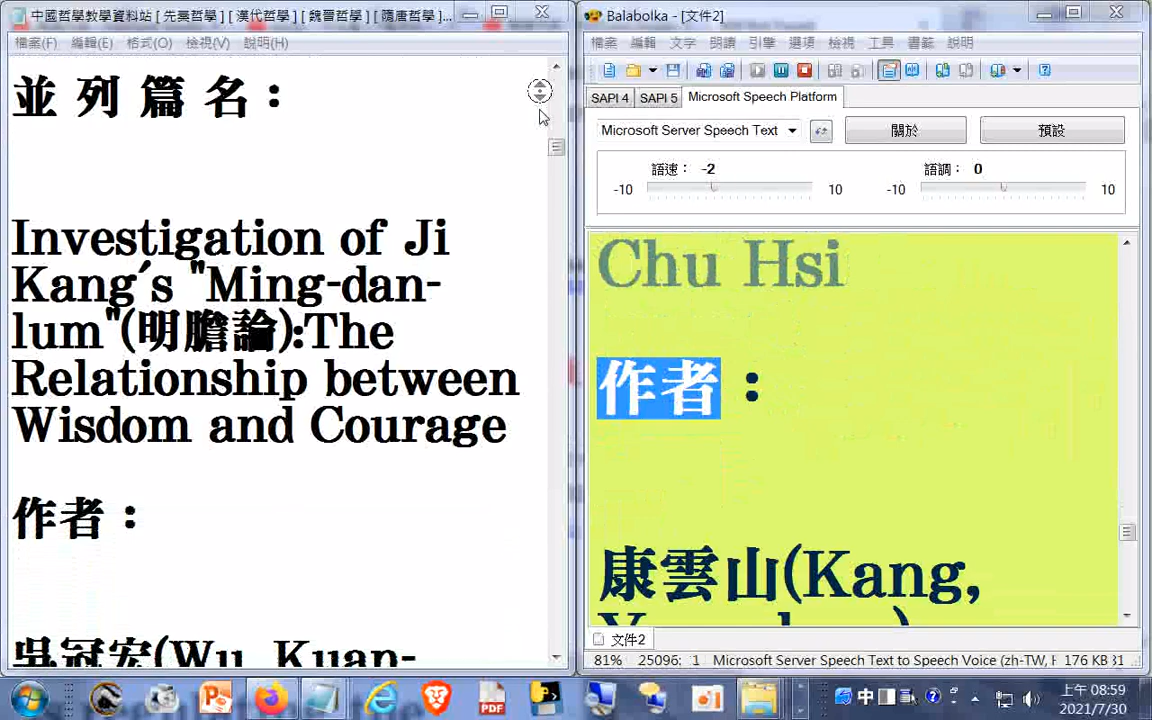 中國哲學教學資料站 [ 先秦哲學 ] [ 漢代哲學 ] [ 魏晉哲學 ] [ 隋唐哲學 ]...
檔案(F) 編輯(E) 格式(O) 檢視(V) 說明(H)
並列篇名：
Investigation of Ji
Kang's "Ming-dan-
lum"(明膽論):The
Relationship between
Wisdom and Courage
作者：
吳冠宏(Wu, Kuan-
Balabolka - [文件2]
檔案 編輯 文字 朗讀 引擎 選項 檢視 工具 書籤 說明
SAPI 4 SAPI 5 Microsoft Speech Platform
Microsoft Server Speech Text 關於 預設
語速： -2 語調： 0
-10 10 -10 10
Chu Hsi
作者：
康雲山(Kang,
文件2
81% 25096: 1 Microsoft Server Speech Text to Speech Voice (zh-TW, H 176 KB
PDF
中
上午 08:59
2021/7/30